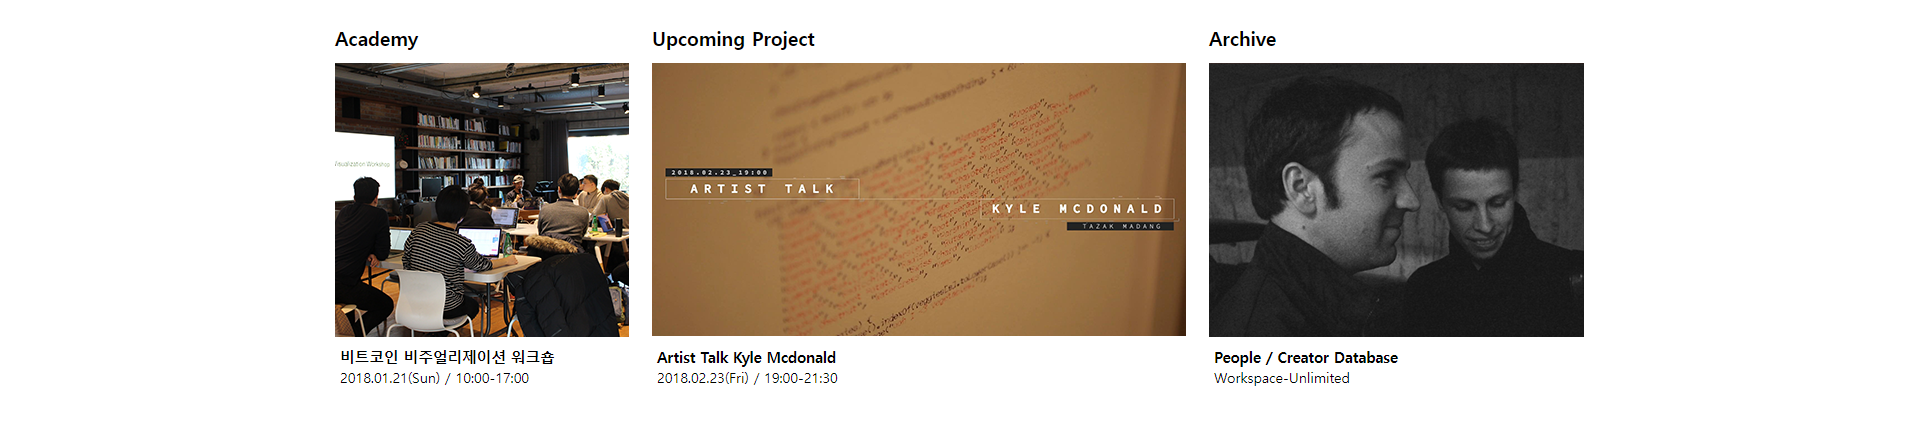 Academy
Upcoming Project
Archive
Visualization Workshop
2018.02.23_19:00
ARTIST TALK
KYLE MCDONALD
TAZAK MADANG
비트코인 비주얼리제이션 워크숍
2018.01.21(Sun) / 10:00-17:00
Artist Talk Kyle Mcdonald
2018.02.23(Fri) / 19:00-21:30
People / Creator Database
Workspace-Unlimited